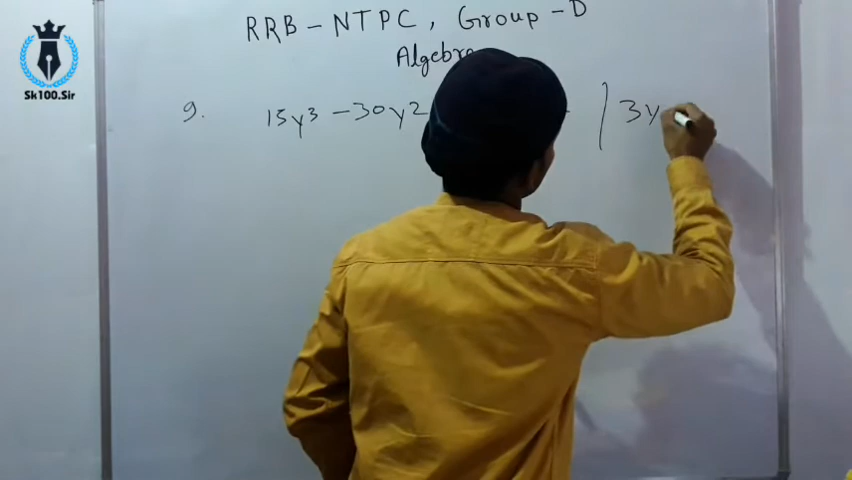 RRB - NTPC, Group - D
Algebra
9. 15y³ - 30y² | 3y
Sk100.Sir